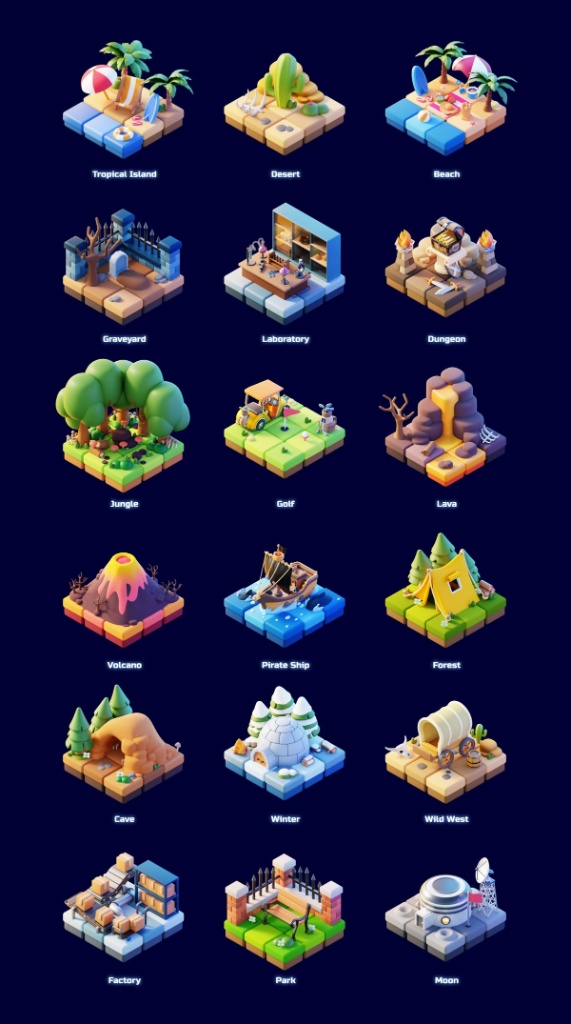 Tropical Island
Desert
Beach
Graveyard
Laboratory
Dungeon
Jungle
Golf
Lava
Volcano
Pirate Ship
Forest
Cave
Winter
Wild West
Factory
Park
Moon